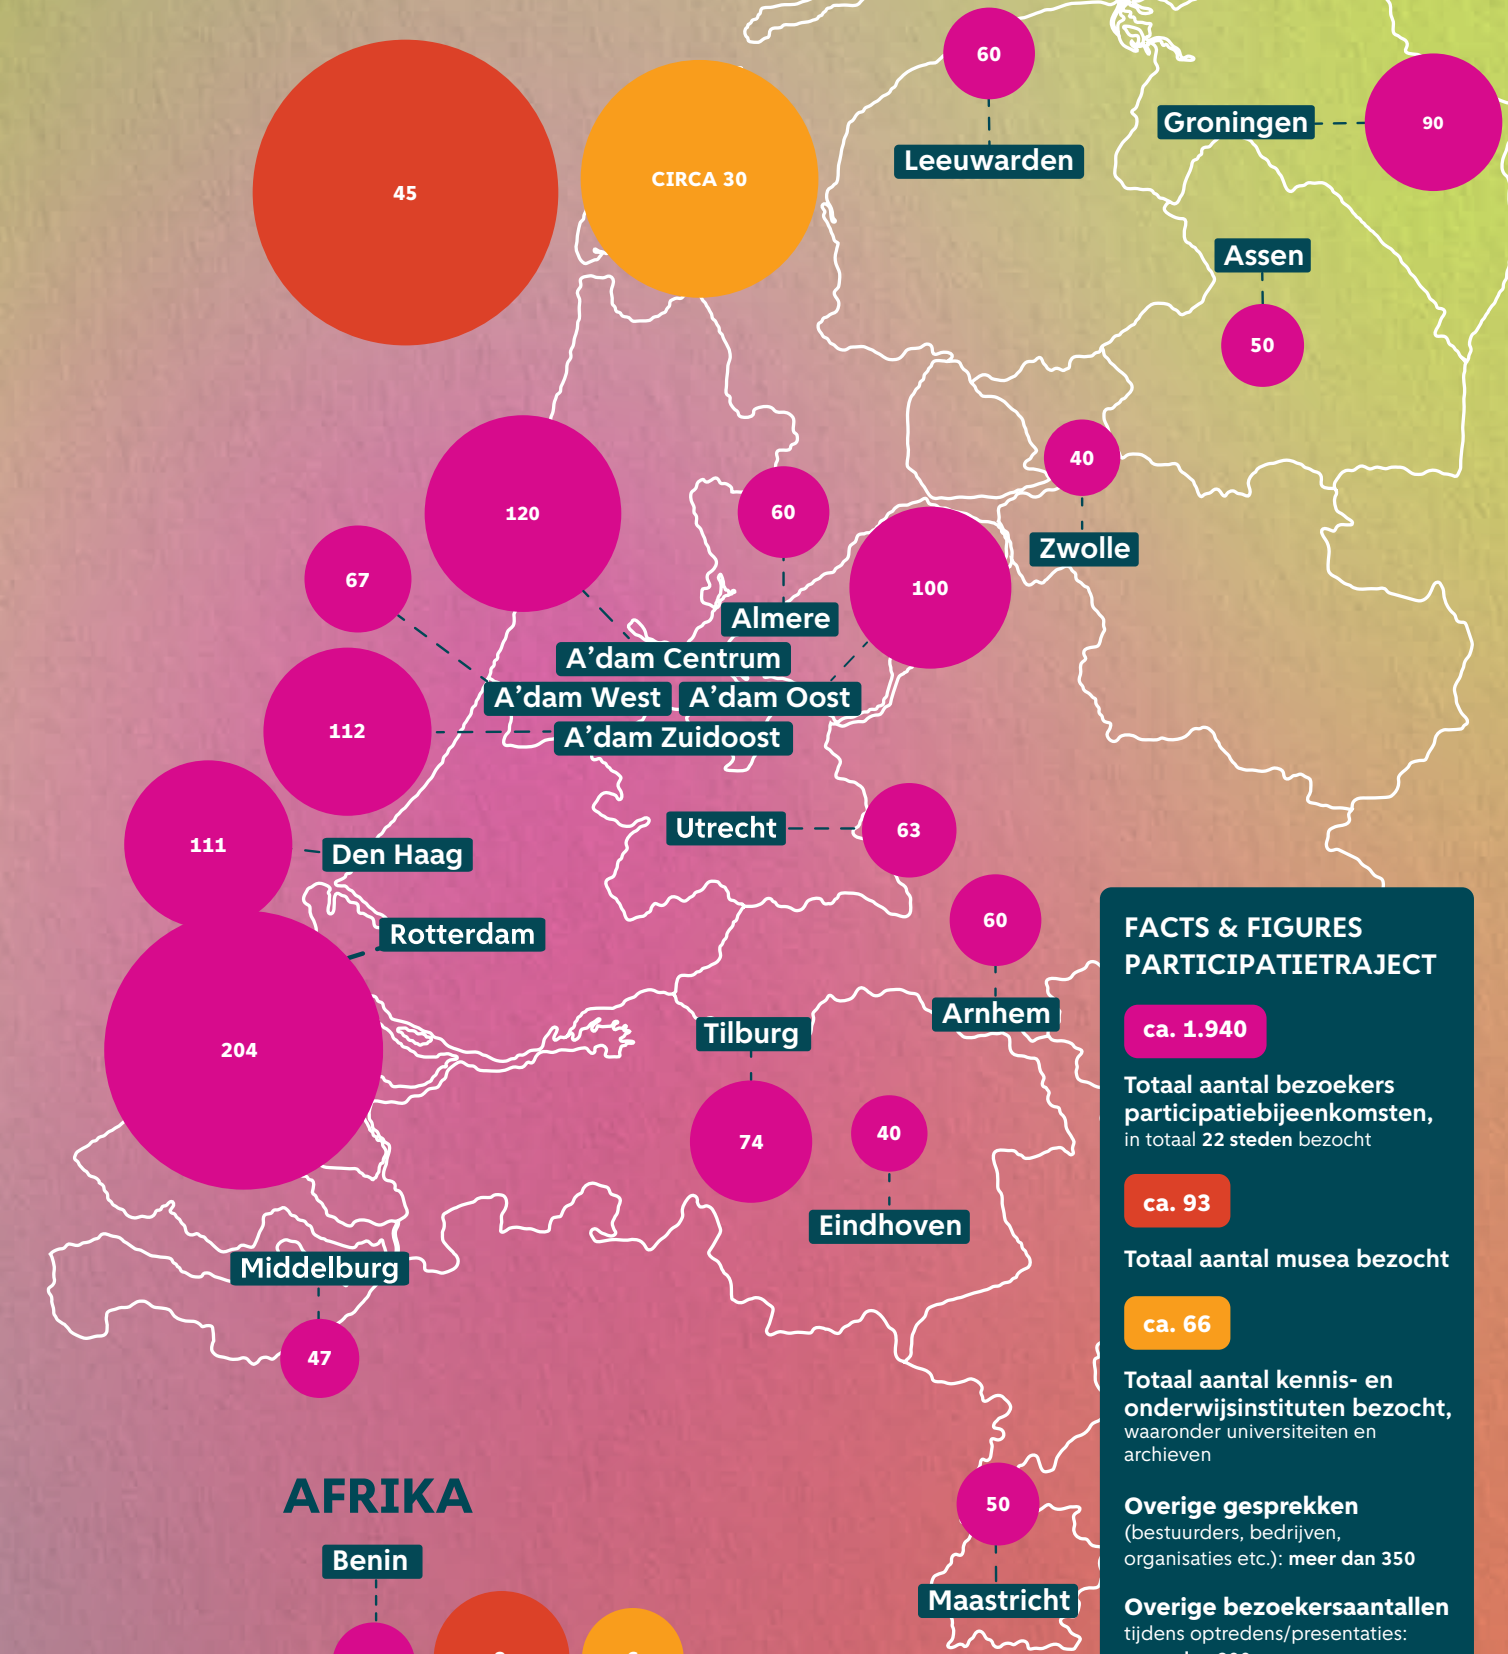 45
CIRCA 30
60
Leeuwarden
Groningen
90
Assen
50
40
Zwolle
120
60
Almere
67
100
A’dam Centrum
A’dam West
A’dam Oost
112
A’dam Zuidoost
111
Den Haag
Utrecht
63
Rotterdam
204
60
Arnhem
Tilburg
74
40
Eindhoven
Middelburg
47
50
Maastricht
AFRIKA
Benin
FACTS & FIGURES
PARTICIPATIETRAJECT
ca. 1.940
Totaal aantal bezoekers
participatiebijeenkomsten,
in totaal 22 steden bezocht
ca. 93
Totaal aantal musea bezocht
ca. 66
Totaal aantal kennis- en
onderwijsinstituten bezocht,
waaronder universiteiten en
archieven
Overige gesprekken
(bestuurders, bedrijven,
organisaties etc.): meer dan 350
Overige bezoekersaantallen
tijdens optredens/presentaties: